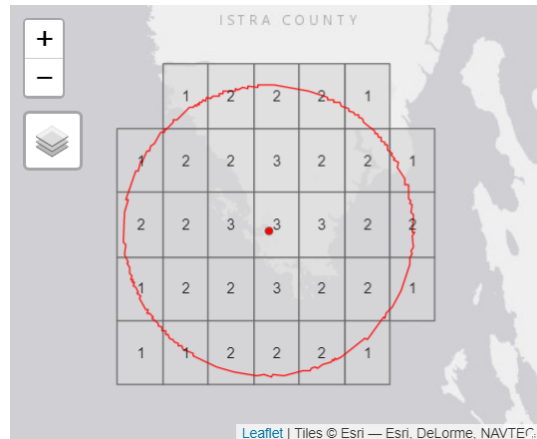 ISTRA COUNTY
+
−
1 2 2 2 1
1 2 2 3 2 2 1
2 2 3 3 3 2 2
1 2 2 3 2 2 1
1 1 2 2 2 1
Leaflet | Tiles © Esri — Esri, DeLorme, NAVTEQ,